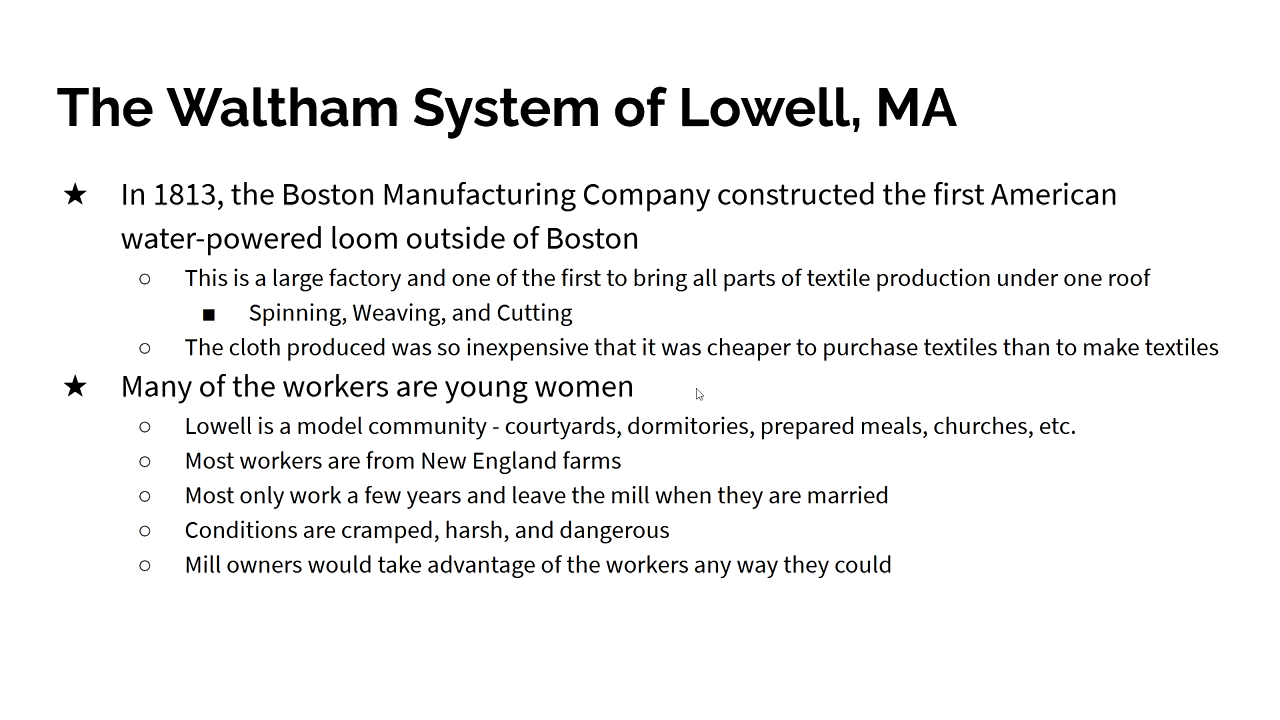 The Waltham System of Lowell, MA
★ In 1813, the Boston Manufacturing Company constructed the first American
water-powered loom outside of Boston
○ This is a large factory and one of the first to bring all parts of textile production under one roof
■ Spinning, Weaving, and Cutting
○ The cloth produced was so inexpensive that it was cheaper to purchase textiles than to make textiles
★ Many of the workers are young women
○ Lowell is a model community - courtyards, dormitories, prepared meals, churches, etc.
○ Most workers are from New England farms
○ Most only work a few years and leave the mill when they are married
○ Conditions are cramped, harsh, and dangerous
○ Mill owners would take advantage of the workers any way they could